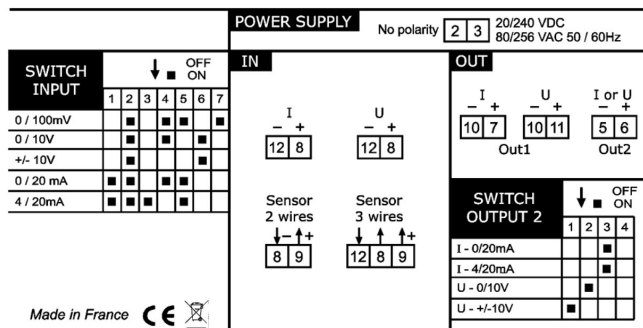 POWER SUPPLY
No polarity 2 3 20/240 VDC
80/256 VAC 50 / 60Hz
SWITCH
INPUT
OFF
ON
1 2 3 4 5 6 7
0 / 100mV
0 / 10V
+/- 10V
0 / 20 mA
4 / 20mA
Made in France CE
IN
I U
- + - +
12 8 12 8
Sensor Sensor
2 wires 3 wires
- + +
8 9 12 8 9
OUT
I U I or U
- + - + - +
10 7 10 11 5 6
Out1 Out2
SWITCH
OUTPUT 2
OFF
ON
1 2 3 4
I - 0/20mA
I - 4/20mA
U - 0/10V
U - +/-10V